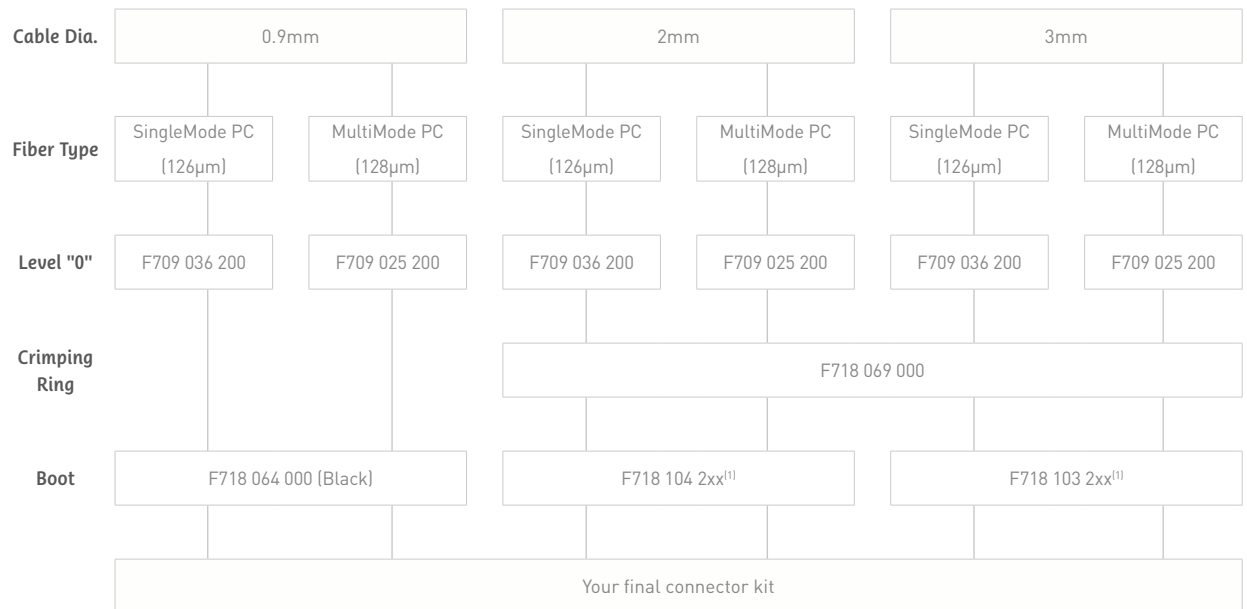 Cable Dia. 0.9mm 2mm 3mm
Fiber Type
SingleMode PC
(126µm)
MultiMode PC
(128µm)
SingleMode PC
(126µm)
MultiMode PC
(128µm)
SingleMode PC
(126µm)
MultiMode PC
(128µm)
Level "0" F709 036 200 F709 025 200 F709 036 200 F709 025 200 F709 036 200 F709 025 200
Crimping
Ring
F718 069 000
Boot F718 064 000 (Black) F718 104 2xx(1) F718 103 2xx(1)
Your final connector kit